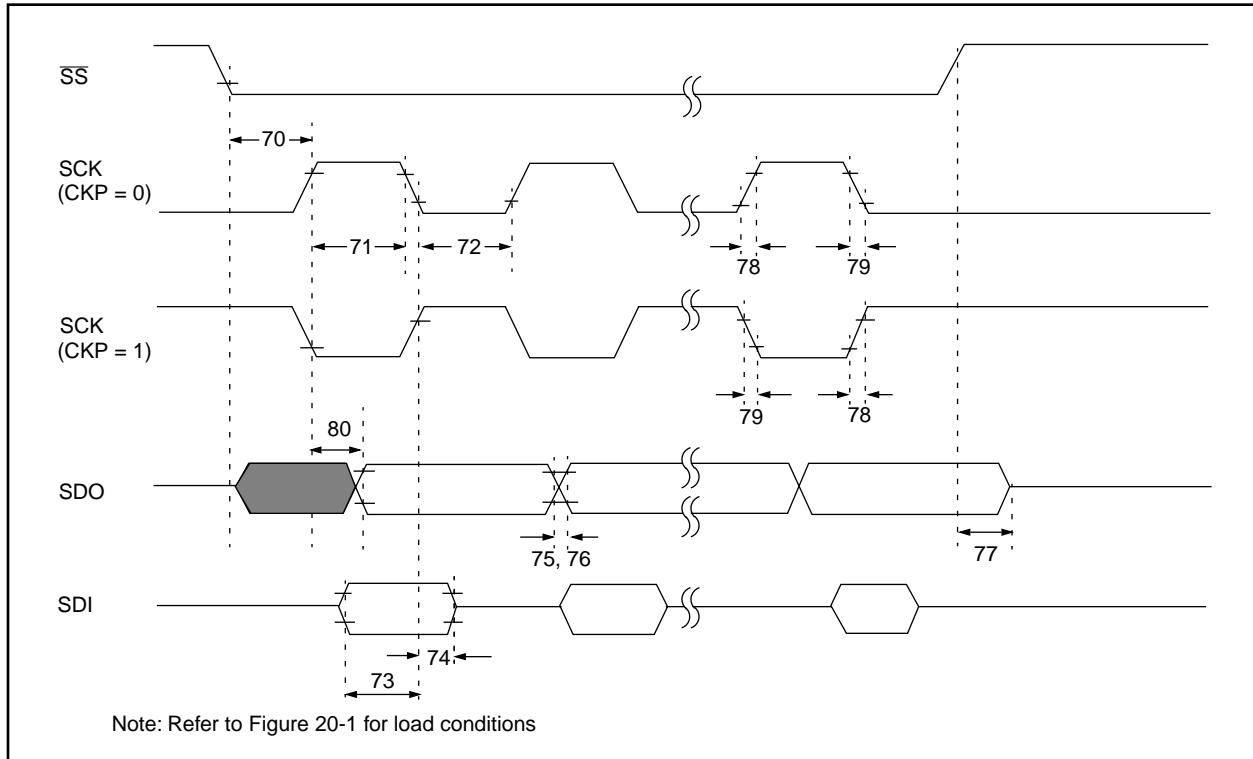 SS
70
SCK
(CKP = 0)
71
72
78
79
SCK
(CKP = 1)
79
78
80
SDO
75, 76
77
SDI
74
73
Note: Refer to Figure 20-1 for load conditions